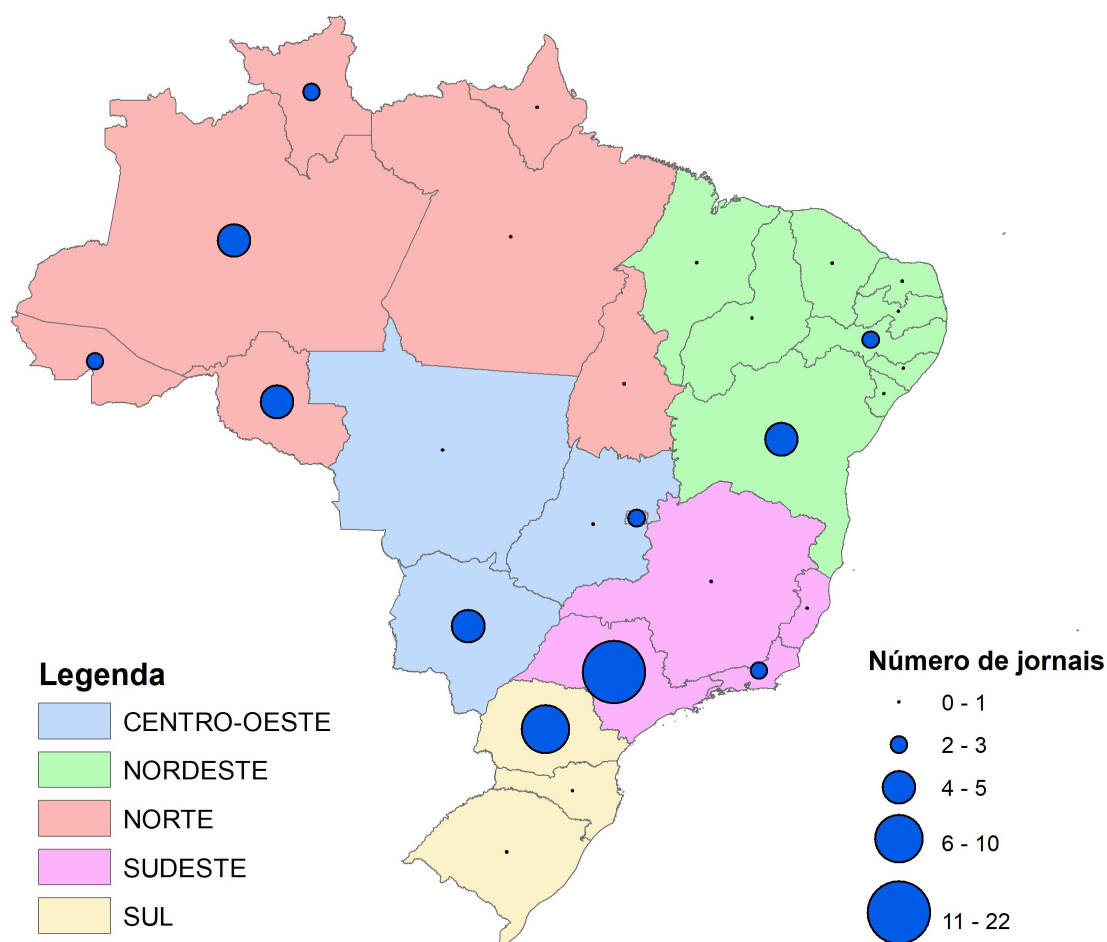 Legenda
CENTRO-OESTE
NORDESTE
NORTE
SUDESTE
SUL
Número de jornais
0 - 1
2 - 3
4 - 5
6 - 10
11 - 22